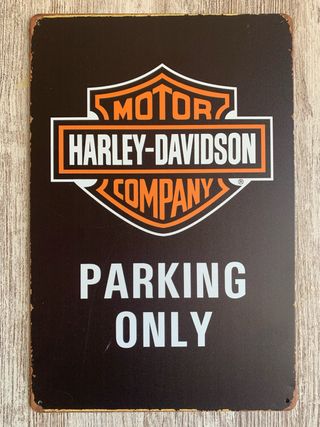 MOTOR
HARLEY-DAVIDSON
COMPANY
®
PARKING
ONLY